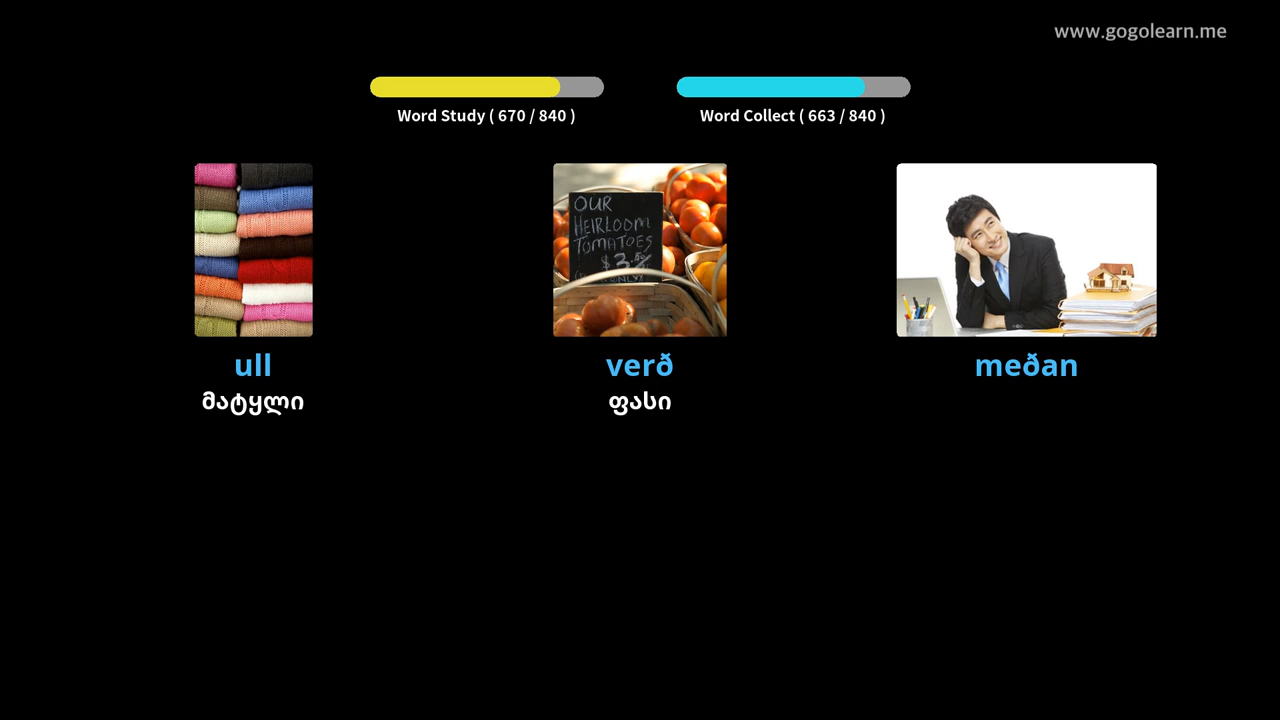 www.gogolearn.me
Word Study ( 670 / 840 )
Word Collect ( 663 / 840 )
OUR
HEIRLOOM
TOMATOES
ull
verð
meðan
მატყლი
ფასი